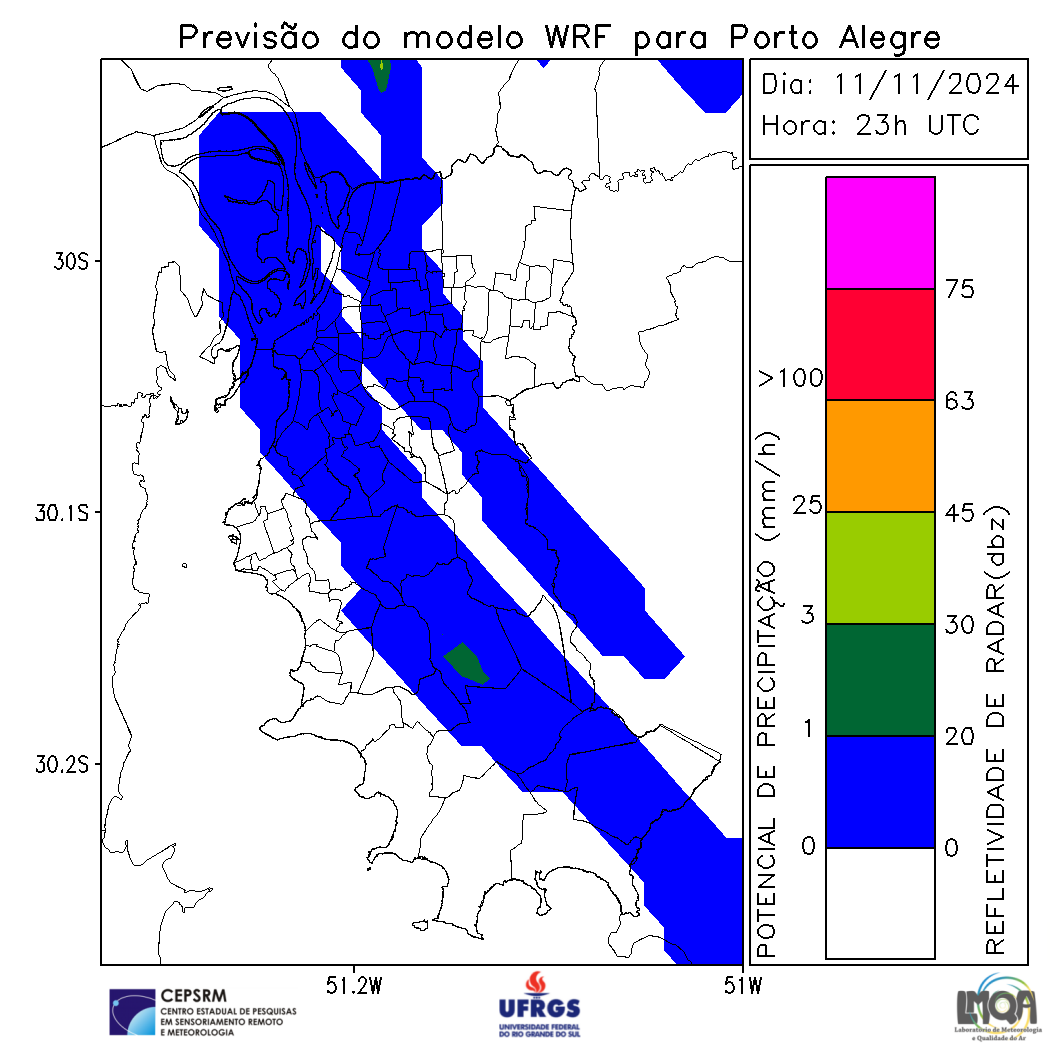 Previsão do modelo WRF para Porto Alegre
Dia: 11/11/2024
Hora: 23h UTC
30S
30.1S
30.2S
51.2W
51W
POTENCIAL DE PRECIPITAÇÃO (mm/h)
>100
25
3
1
0
75
63
45
30
20
0
REFLETIVIDADE DE RADAR(dbz)
CEPSRM
CENTRO ESTADUAL DE PESQUISAS
EM SENSORIAMENTO REMOTO
E METEOROLOGIA
UFRGS
UNIVERSIDADE FEDERAL
DO RIO GRANDE DO SUL
LMQA
Laboratório de Meteorologia
e Qualidade do Ar